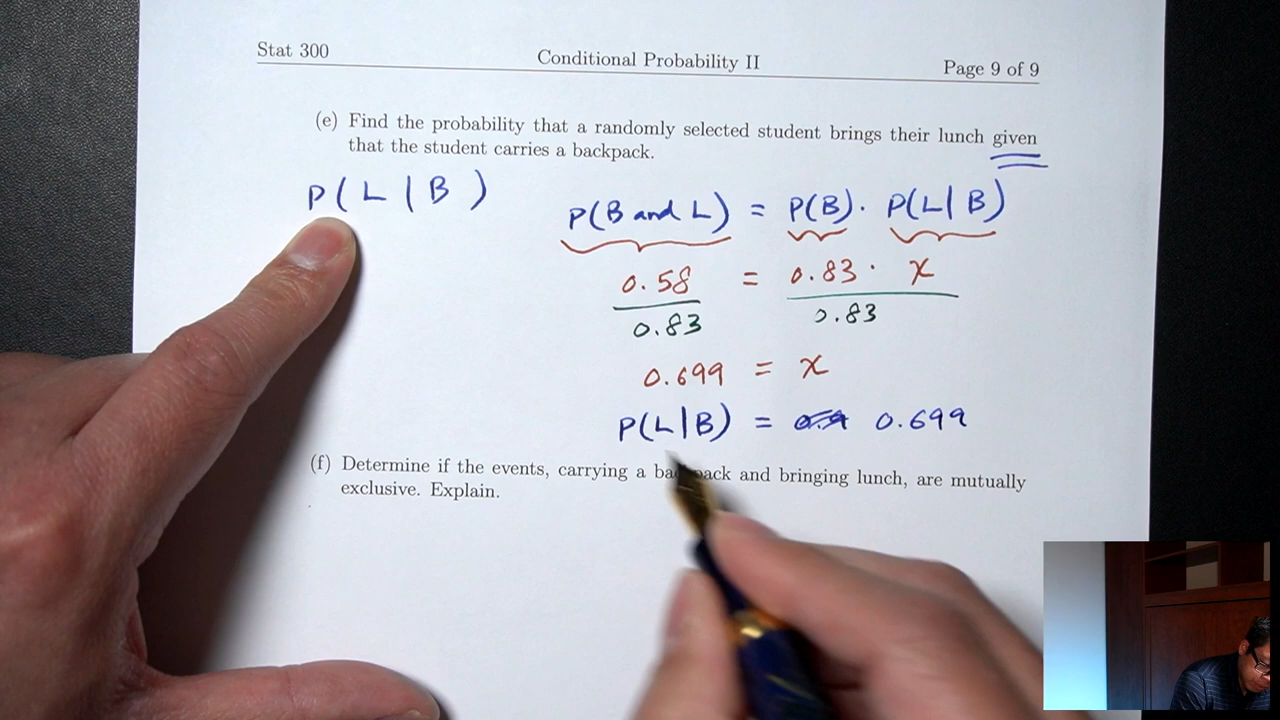 Stat 300 Conditional Probability II Page 9 of 9
(e) Find the probability that a randomly selected student brings their lunch given
that the student carries a backpack.
P(L|B)
P(B and L) = P(B). P(L|B)
0.58 = 0.83 · x
0.83 0.83
0.699 = x
P(L|B) = 0.699
(f) Determine if the events, carrying a backpack and bringing lunch, are mutually
exclusive. Explain.